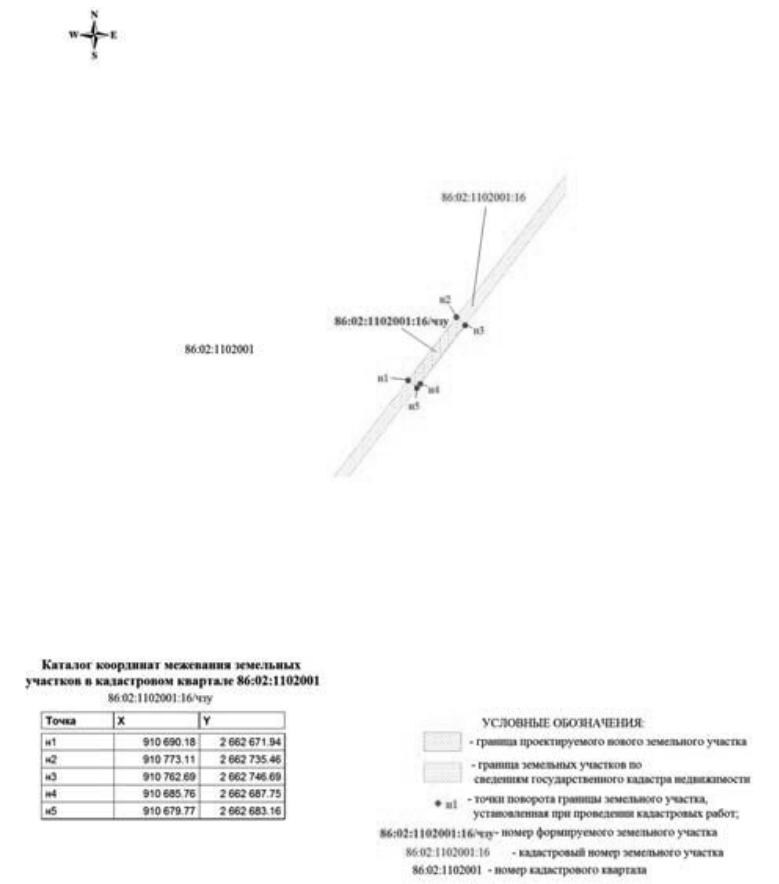 N
W E
S
86:02:1102001:16
н2
86:02:1102001:16/чзу
н3
86:02:1102001
н1
н4
н5
Каталог координат межевания земельных
участков в кадастровом квартале 86:02:1102001
86:02:1102001:16/чзу
Точка X Y
н1 910 690.18 2 662 671.94
н2 910 773.11 2 662 735.46
н3 910 762.69 2 662 746.69
н4 910 685.76 2 662 687.75
н5 910 679.77 2 662 683.16
УСЛОВНЫЕ ОБОЗНАЧЕНИЯ:
- граница проектируемого нового земельного участка
- граница земельных участков по
сведениям государственного кадастра недвижимости
н1 - точки поворота границы земельного участка,
установленная при проведении кадастровых работ;
86:02:1102001:16/чзу- номер формируемого земельного участка
86:02:1102001:16 - кадастровый номер земельного участка
86:02:1102001 - номер кадастрового квартала